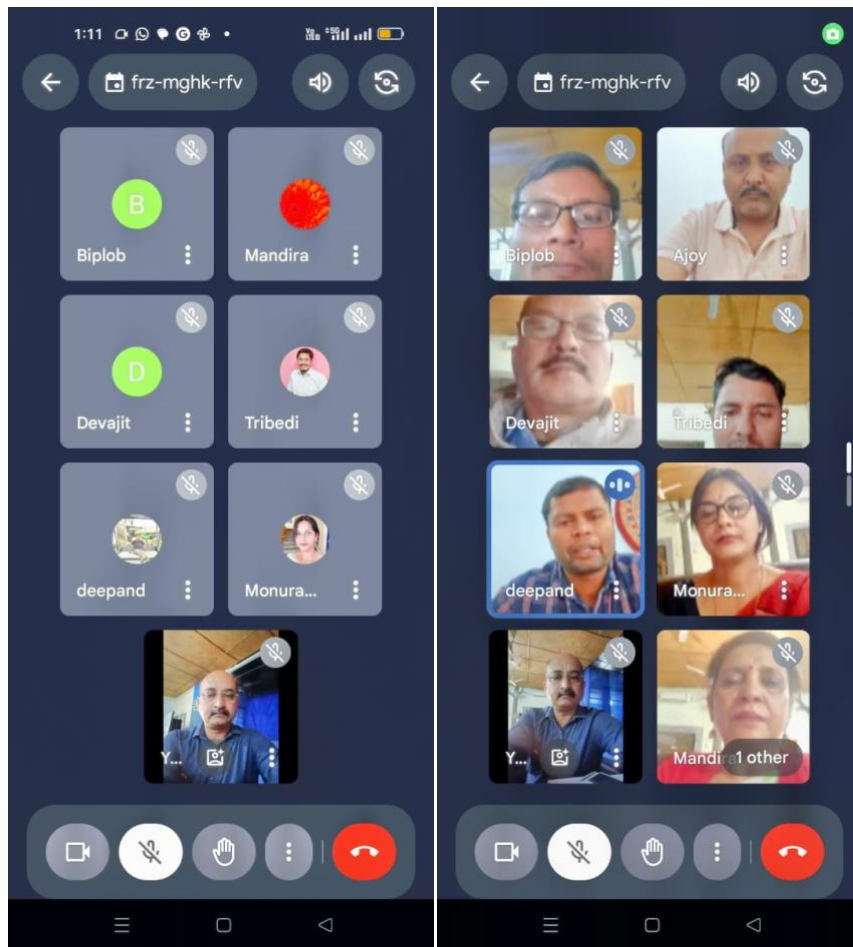 1:11
frz-mghk-rfv
B
Biplob
Mandira
D
Devajit
Tribedi
deepand
Monura...
Y...
frz-mghk-rfv
Biplob
Ajoy
Devajit
Tribedi
deepand
Monura...
Y...
Mandira
1 other